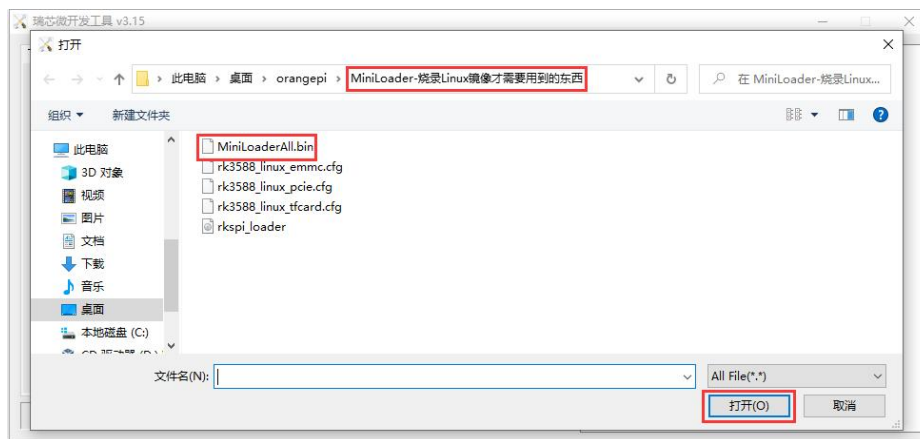 瑞芯微开发工具 v3.15
打开
此电脑 › 桌面 › orangepi › MiniLoader-烧录Linux镜像才需要用到的东西
在 MiniLoader-烧录Linux...
组织 新建文件夹
此电脑
3D 对象
视频
图片
文档
下载
音乐
桌面
本地磁盘 (C:)
MiniLoaderAll.bin
rk3588_linux_emmc.cfg
rk3588_linux_pcie.cfg
rk3588_linux_tfcard.cfg
rkspi_loader
文件名(N):
All File(*.*)
打开(O) 取消